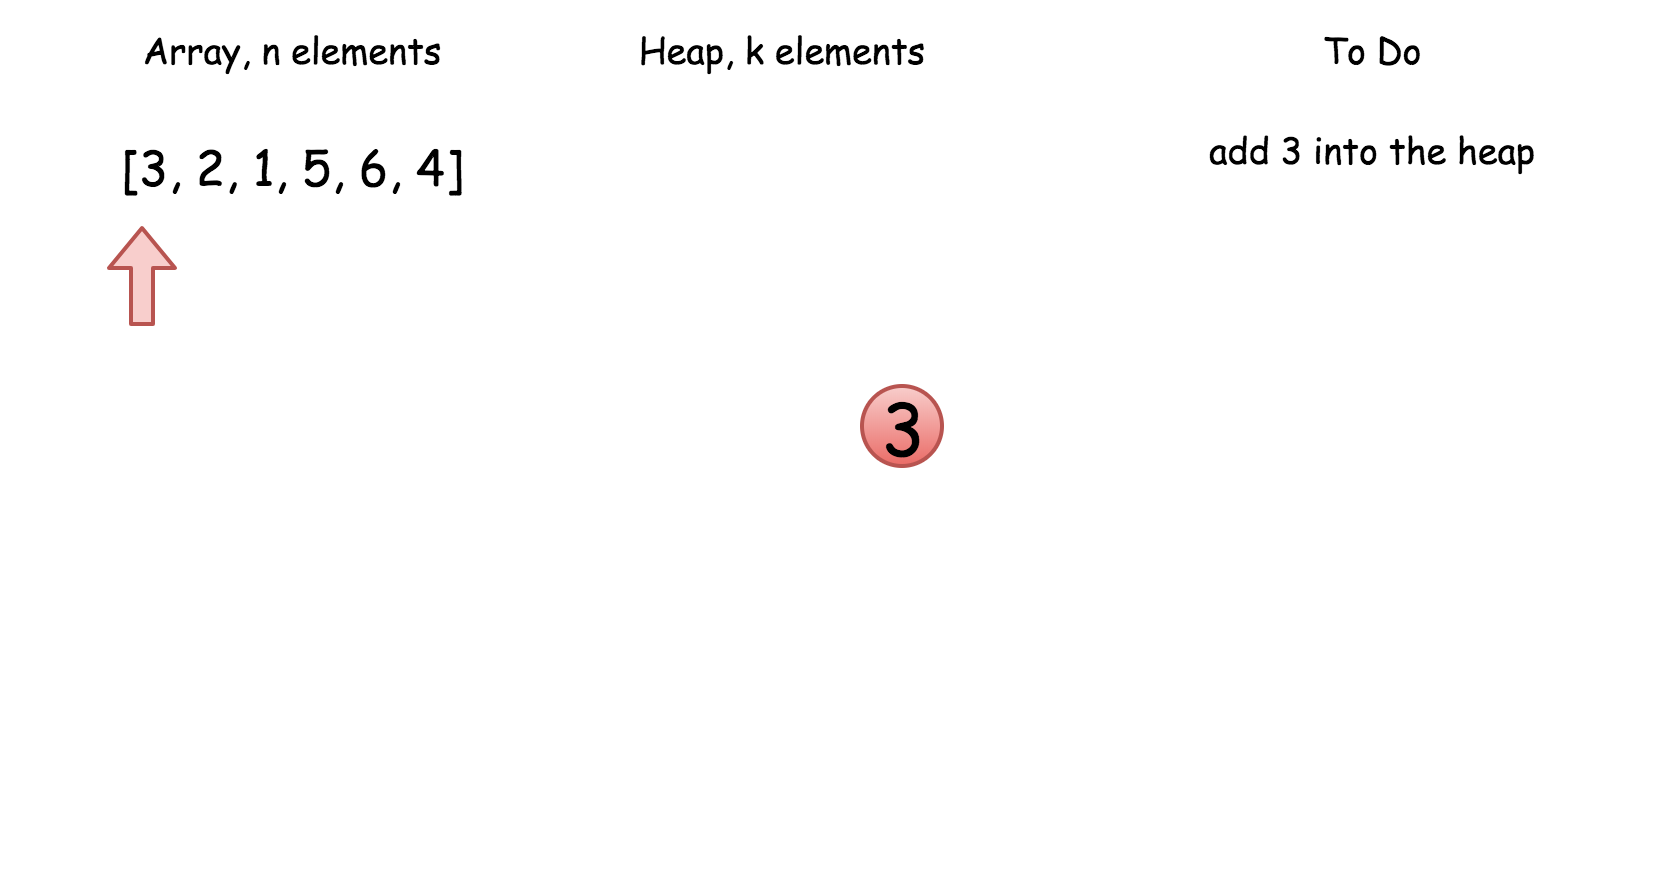 Array, n elements
Heap, k elements
To Do
[3, 2, 1, 5, 6, 4]
add 3 into the heap
3